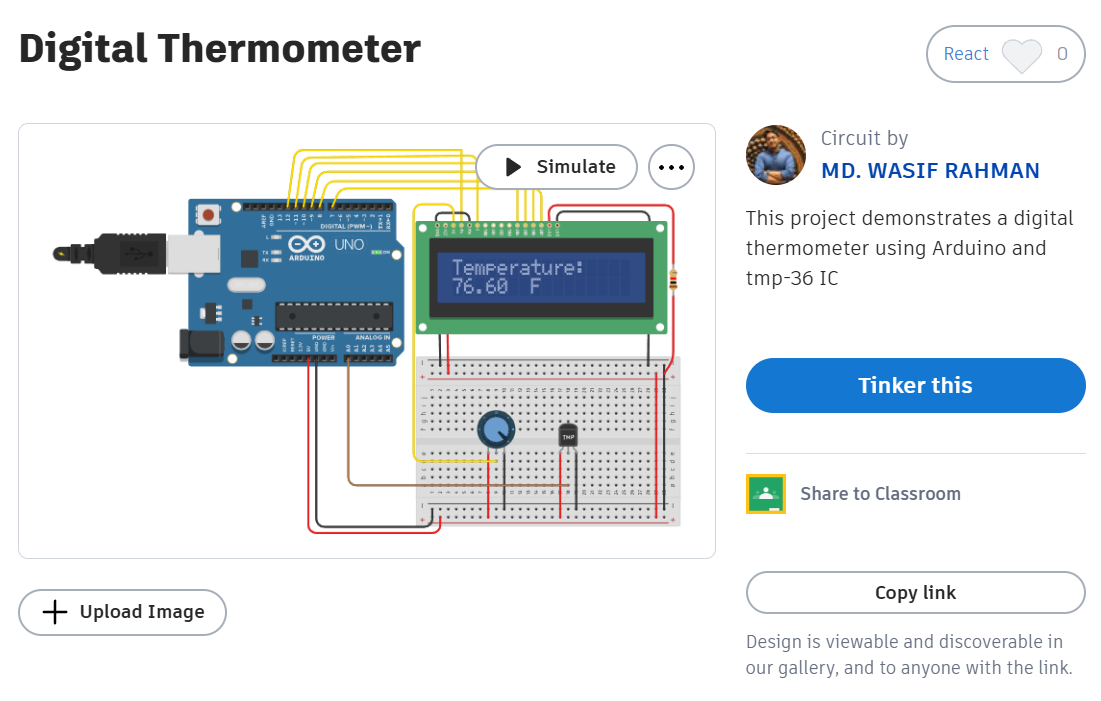 Digital Thermometer
React 0
Simulate
Circuit by
MD. WASIF RAHMAN
This project demonstrates a digital
thermometer using Arduino and
tmp-36 IC
DIGITAL (PWM~)
UNO
ARDUINO
Temperature:
76.60 F
POWER
ANALOG IN
TMP
Tinker this
Share to Classroom
Copy link
Upload Image
Design is viewable and discoverable in
our gallery, and to anyone with the link.